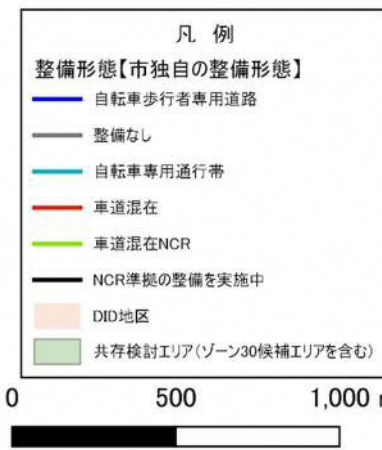 凡 例
整備形態【市独自の整備形態】
自転車歩行者専用道路
整備なし
自転車専用通行帯
車道混在
車道混在NCR
NCR準拠の整備を実施中
DID地区
共存検討エリア(ゾーン30候補エリアを含む)
0 500 1,000